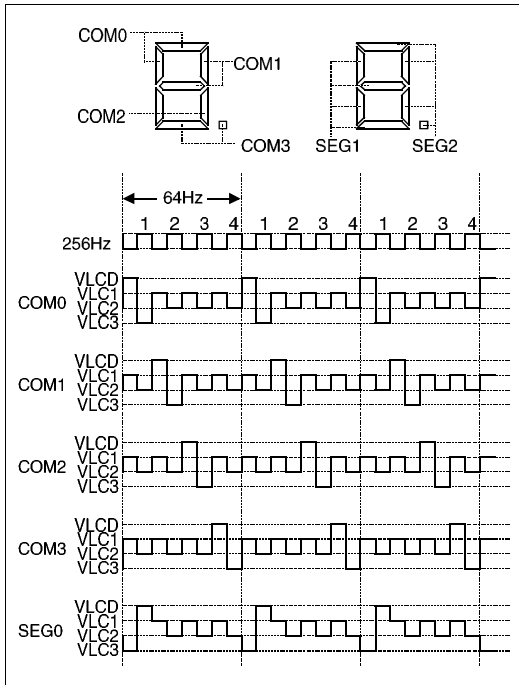 COM0
COM1
COM2
COM3
SEG1
SEG2
64Hz
1 2 3 4 1 2 3 4 1 2 3 4
256Hz
VLCD
VLC1
COM0
VLC2
VLC3
VLCD
COM1
VLC1
VLC2
VLC3
VLCD
VLC1
COM2
VLC2
VLC3
VLCD
VLC1
COM3
VLC2
VLC3
VLCD
VLC1
SEG0
VLC2
VLC3